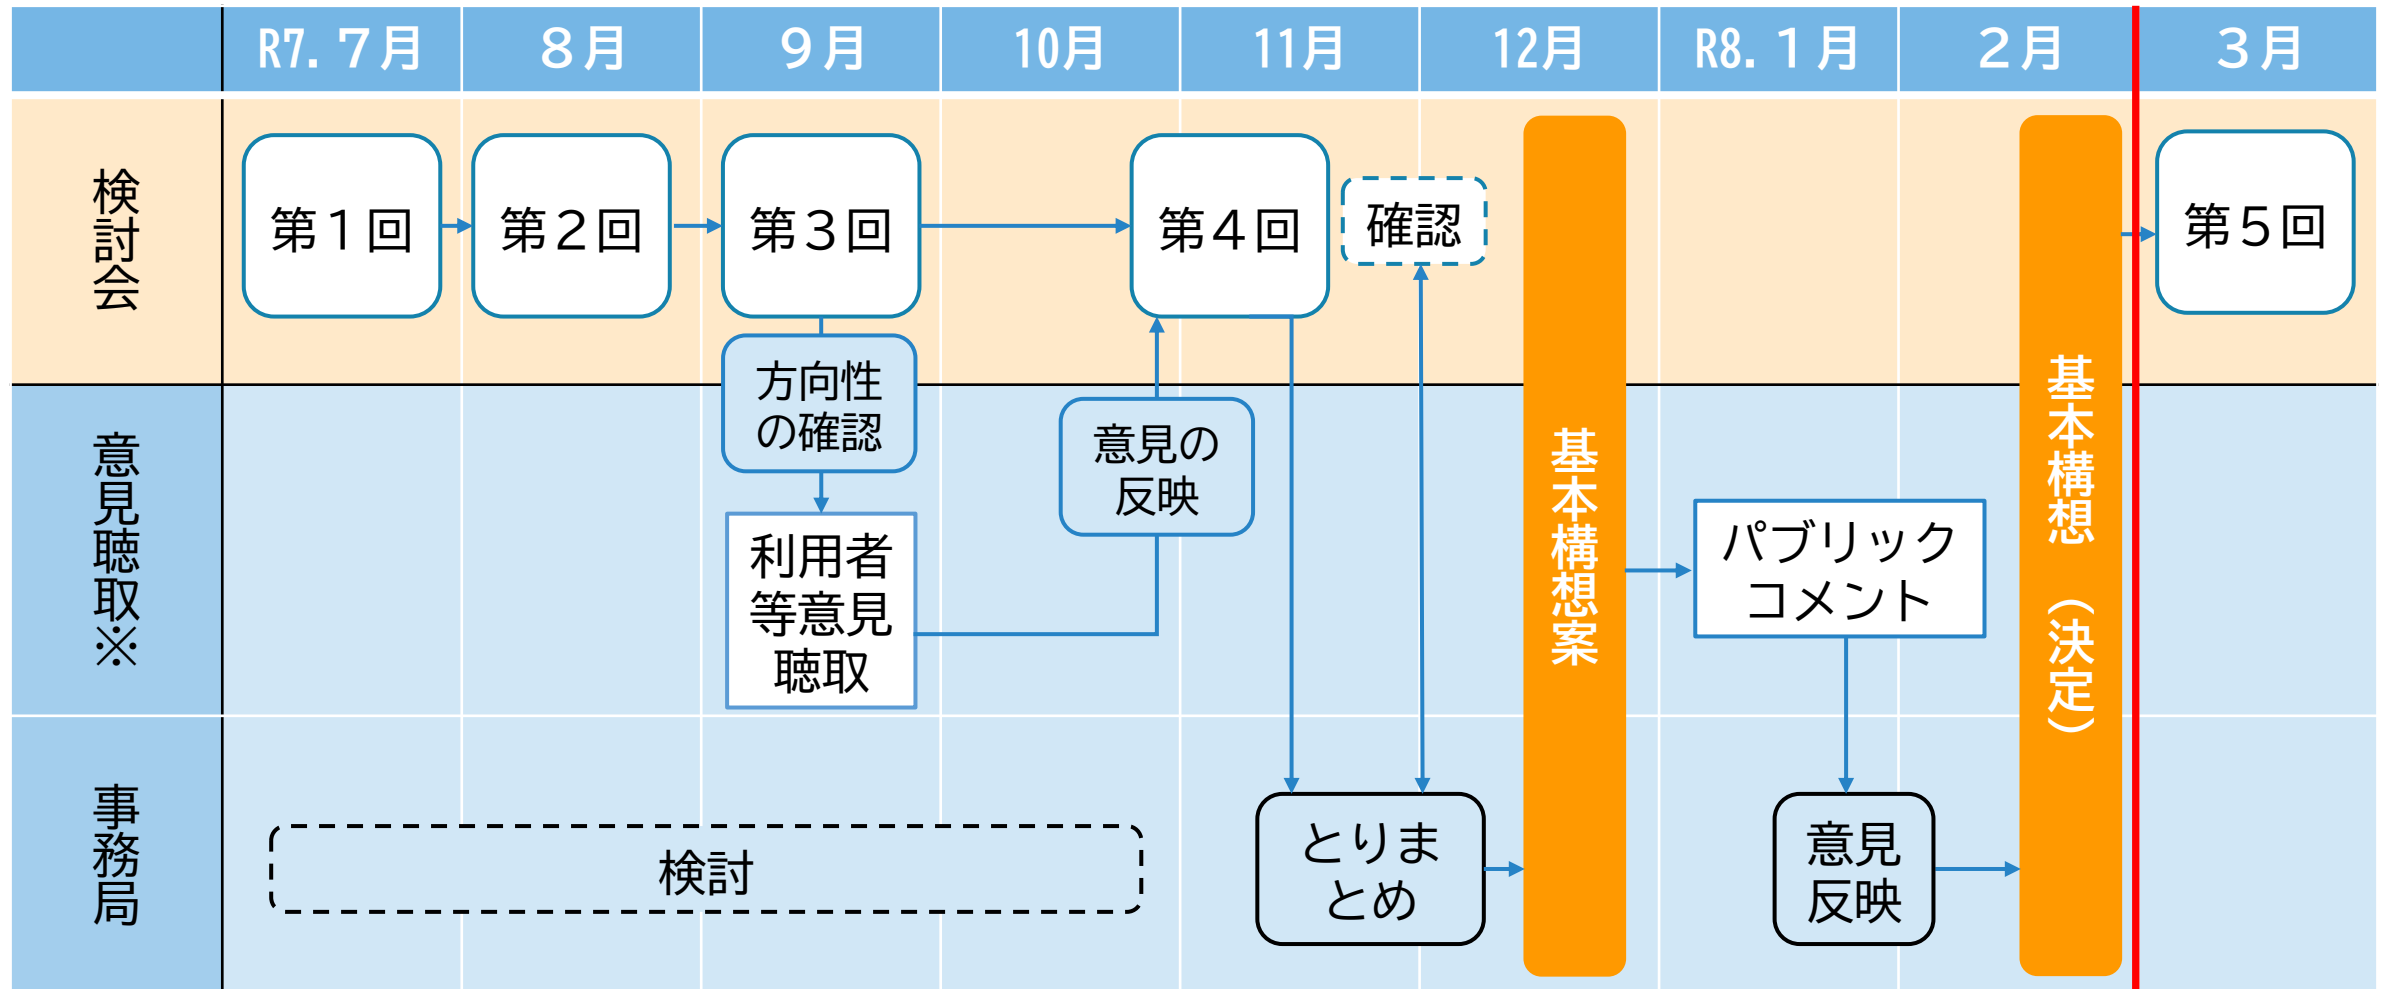 R7.７月
８月
９月
10月
11月
12月
R8.１月
２月
３月
検討会
第１回
第２回
第３回
第４回
確認
第５回
方向性
の確認
意見聴取※
利用者
等意見
聴取
意見の
反映
基本構想案
パブリック
コメント
基本構想（決定）
事務局
検討
とりま
とめ
意見
反映